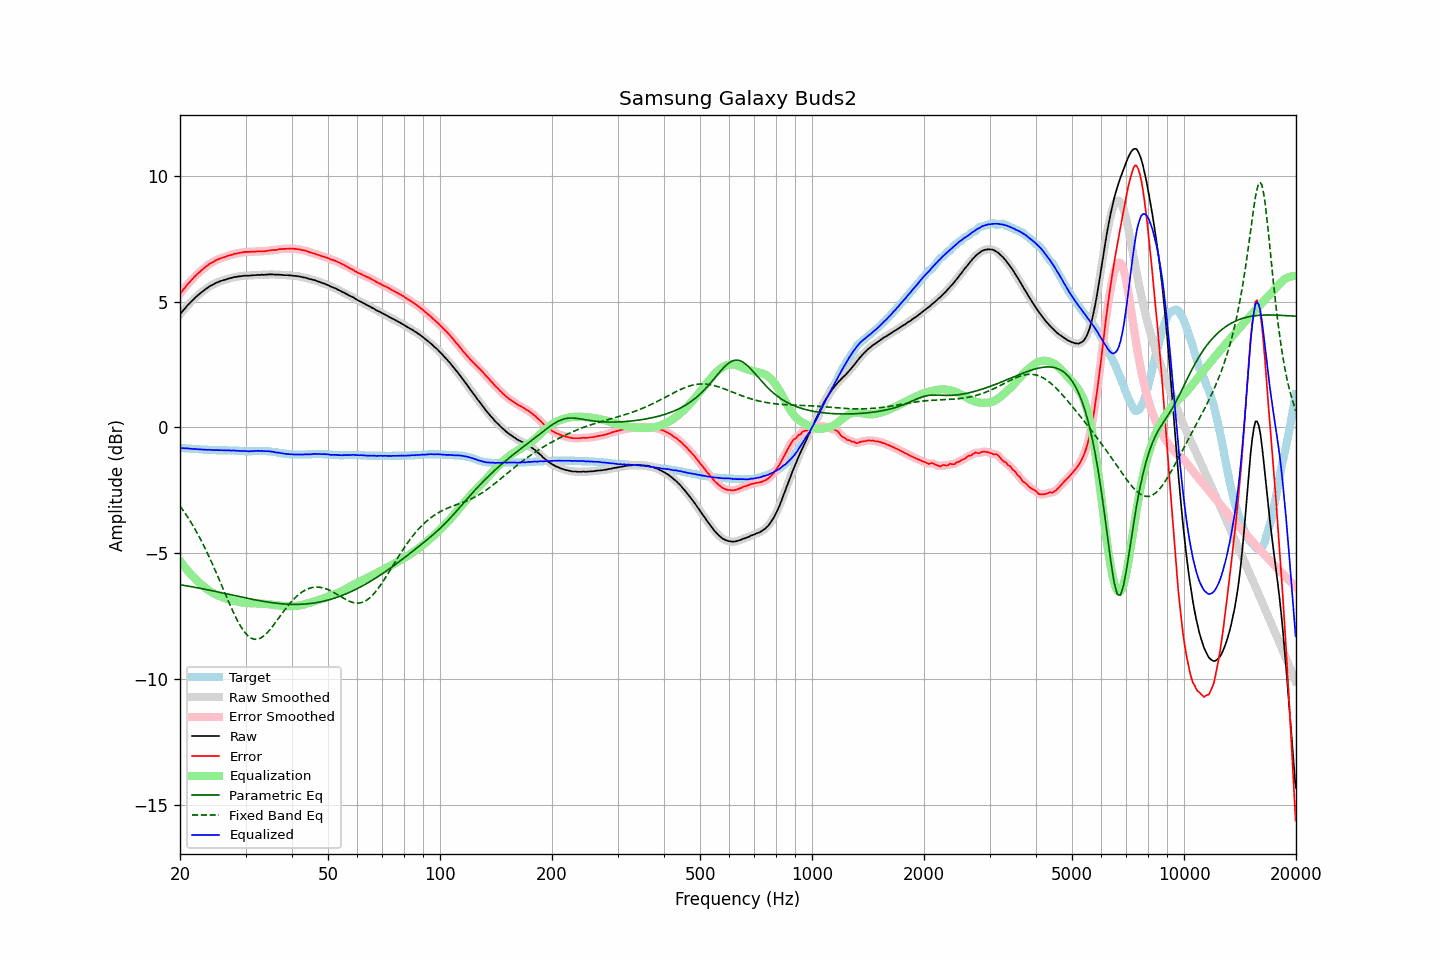 Samsung Galaxy Buds2
Amplitude (dBr)
10
5
0
−5
−10
−15
Target
Raw Smoothed
Error Smoothed
Raw
Error
Equalization
Parametric Eq
Fixed Band Eq
Equalized
20 50 100 200 500 1000 2000 5000 10000 20000
Frequency (Hz)